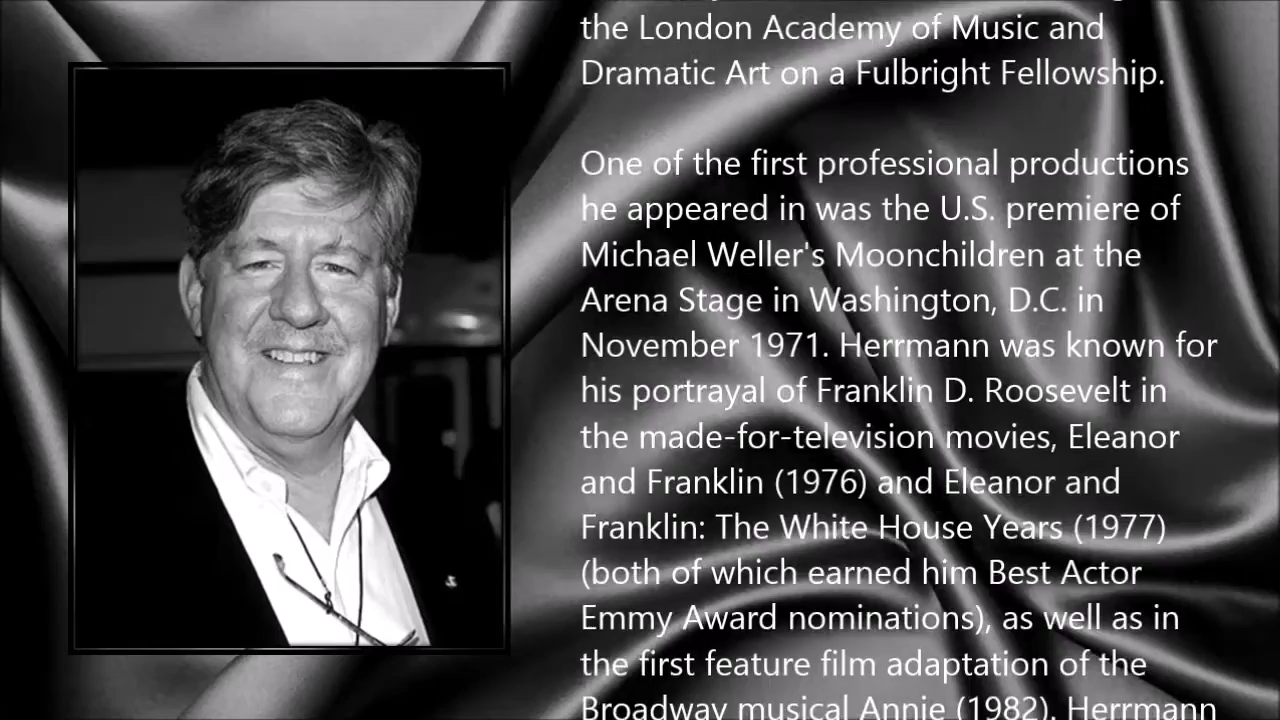 the London Academy of Music and
Dramatic Art on a Fulbright Fellowship.
One of the first professional productions
he appeared in was the U.S. premiere of
Michael Weller's Moonchildren at the
Arena Stage in Washington, D.C. in
November 1971. Herrmann was known for
his portrayal of Franklin D. Roosevelt in
the made-for-television movies, Eleanor
and Franklin (1976) and Eleanor and
Franklin: The White House Years (1977)
(both of which earned him Best Actor
Emmy Award nominations), as well as in
the first feature film adaptation of the
Broadway musical Annie (1982). Herrmann